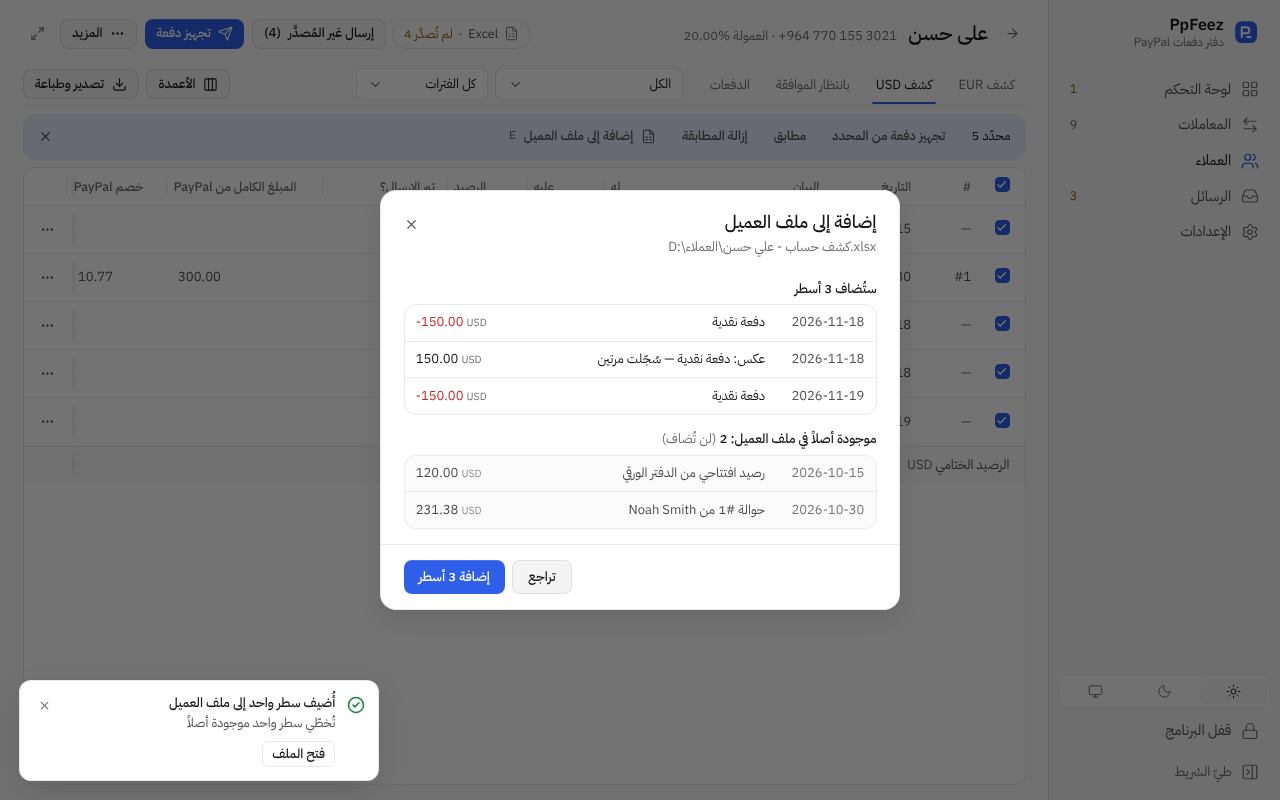 PpFeez
دفتر دفعات PayPal
لوحة التحكم 1
المعاملات 9
العملاء
الرسائل 3
الإعدادات
قفل البرنامج
طيّ الشريط
علي حسن
+964 770 155 3021 · العمولة 20.00%
Excel · لم تُصدَّر 4
إرسال غير المُصدَّر (4)
تجهيز دفعة
المزيد
كشف EUR
كشف USD
بانتظار الموافقة
الدفعات
الكل
كل الفترات
الأعمدة
تصدير وطباعة
محدّد 5
تجهيز دفعة من المحدد
مطابق
إزالة المطابقة
إضافة إلى ملف العميل E
# التاريخ البيان له عليه الرصيد تم الإرسال؟ المبلغ الكامل من PayPal خصم PayPal
— 15
#1 30 300.00 10.77
— 18
— 18
— 19
الرصيد الختامي USD
إضافة إلى ملف العميل
D:\العملاء\كشف حساب - علي حسن.xlsx
ستُضاف 3 أسطر
2026-11-18 دفعة نقدية -150.00 USD
2026-11-18 عكس: دفعة نقدية — سُجّلت مرتين 150.00 USD
2026-11-19 دفعة نقدية -150.00 USD
موجودة أصلاً في ملف العميل: 2 (لن تُضاف)
2026-10-15 رصيد افتتاحي من الدفتر الورقي 120.00 USD
2026-10-30 حوالة #1 من Noah Smith 231.38 USD
تراجع
إضافة 3 أسطر
أُضيف سطر واحد إلى ملف العميل
تُخطّي سطر واحد موجودة أصلاً
فتح الملف